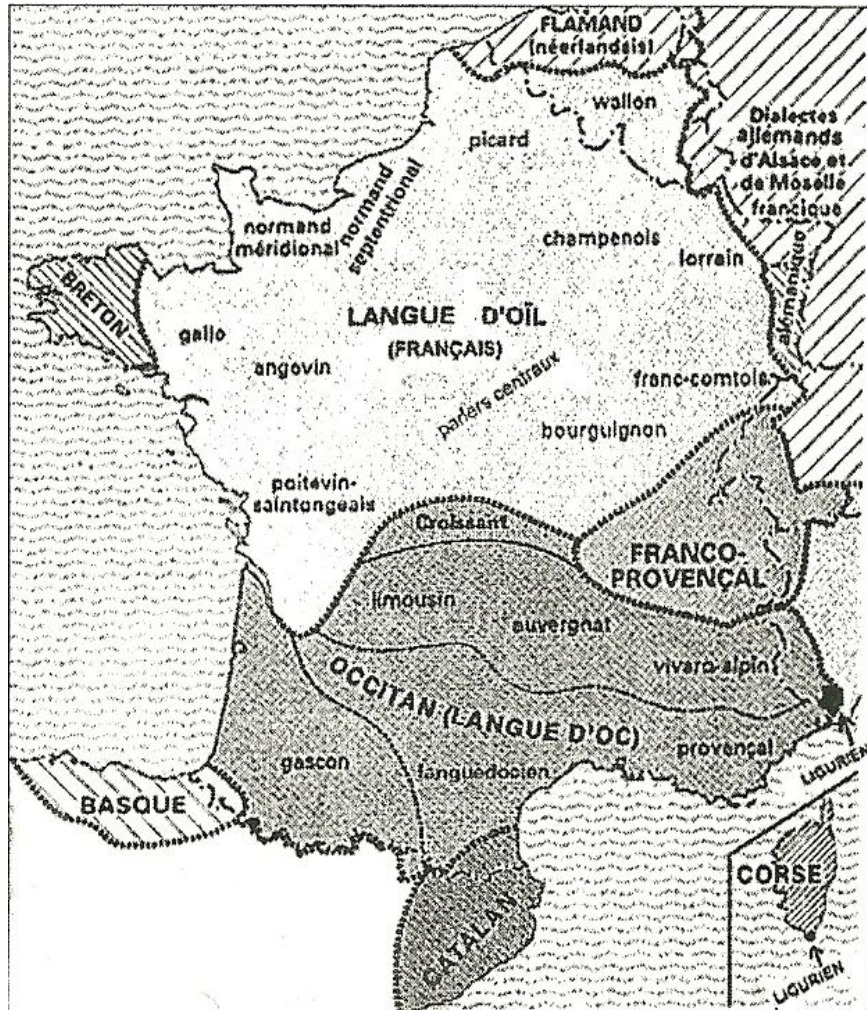 FLAMAND
(néerlandais)
wallon
picard
Dialectes
allemands
d'Alsace et
de Moselle
francique
alémanique
normand
méridional
normand
septentrional
champenois
lorrain
BRETON
gallo
LANGUE D'OÏL
(FRANÇAIS)
angevin
franc-comtois
parlers centraux
bourguignon
poitevin-
saintongeais
Croissant
FRANCO-
PROVENÇAL
limousin
auvergnat
vivaro-alpin
OCCITAN (LANGUE D'OC)
provençal
gascon
languedocien
LIGURIEN
BASQUE
CORSE
CATALAN
LIGURIEN